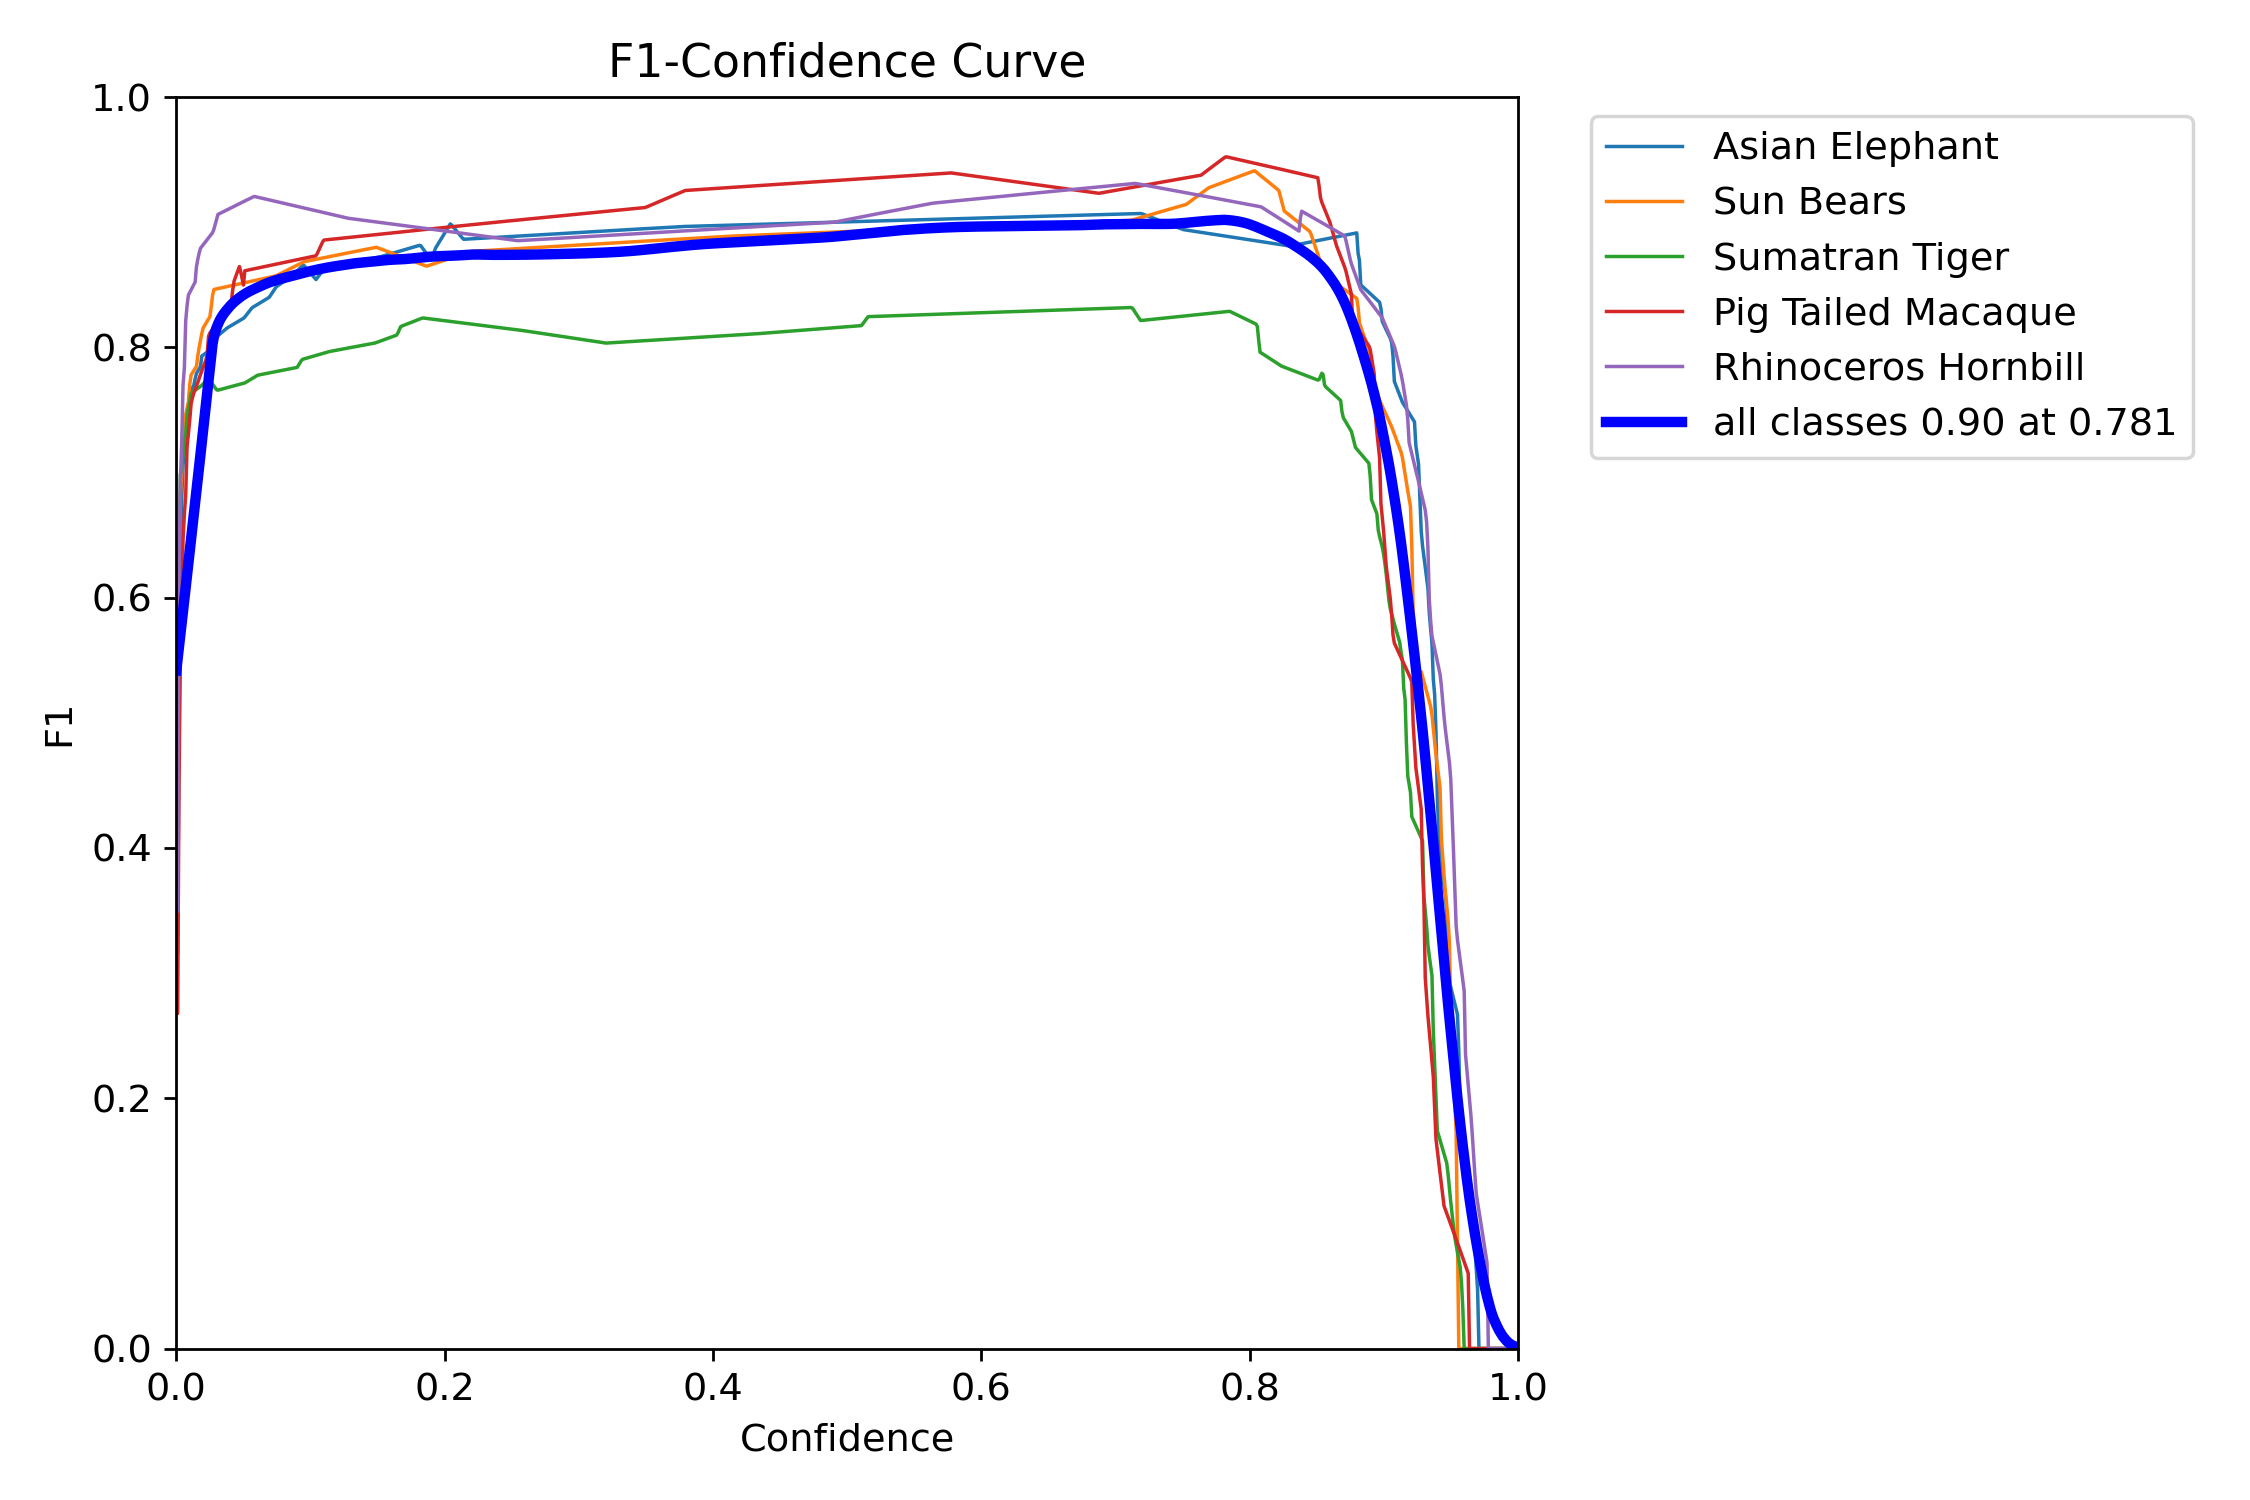 F1-Confidence Curve
1.0
0.8
0.6
0.4
0.2
0.0
F1
0.0 0.2 0.4 0.6 0.8 1.0
Confidence
Asian Elephant
Sun Bears
Sumatran Tiger
Pig Tailed Macaque
Rhinoceros Hornbill
all classes 0.90 at 0.781